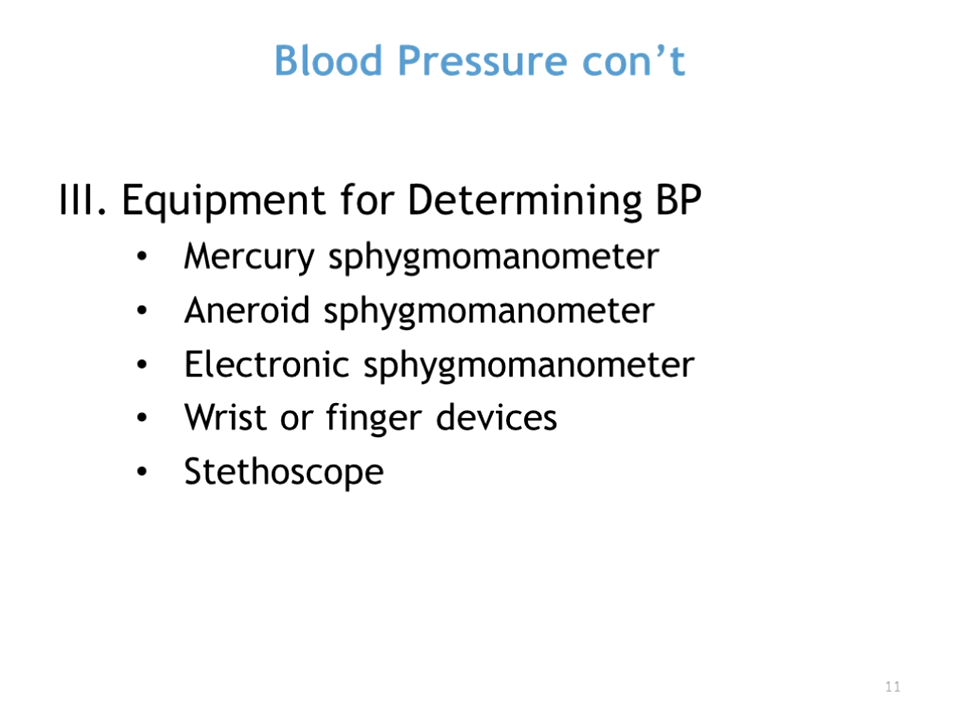 Blood Pressure con’t
III. Equipment for Determining BP
• Mercury sphygmomanometer
• Aneroid sphygmomanometer
• Electronic sphygmomanometer
• Wrist or finger devices
• Stethoscope
11